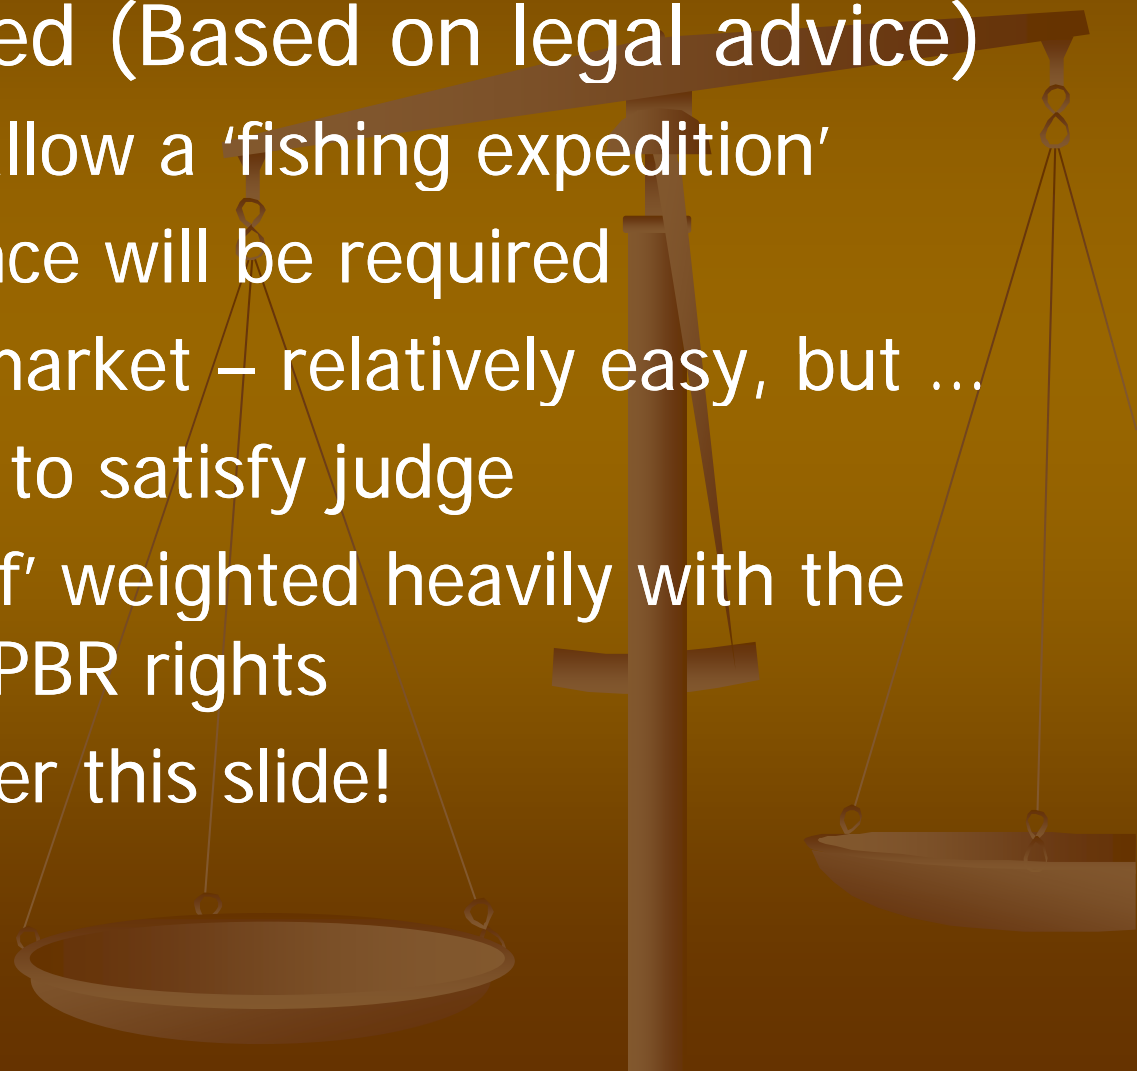 ed (Based on legal advice)
llow a ‘fishing expedition’
ce will be required
market – relatively easy, but …
to satisfy judge
f’ weighted heavily with the
PBR rights
er this slide!